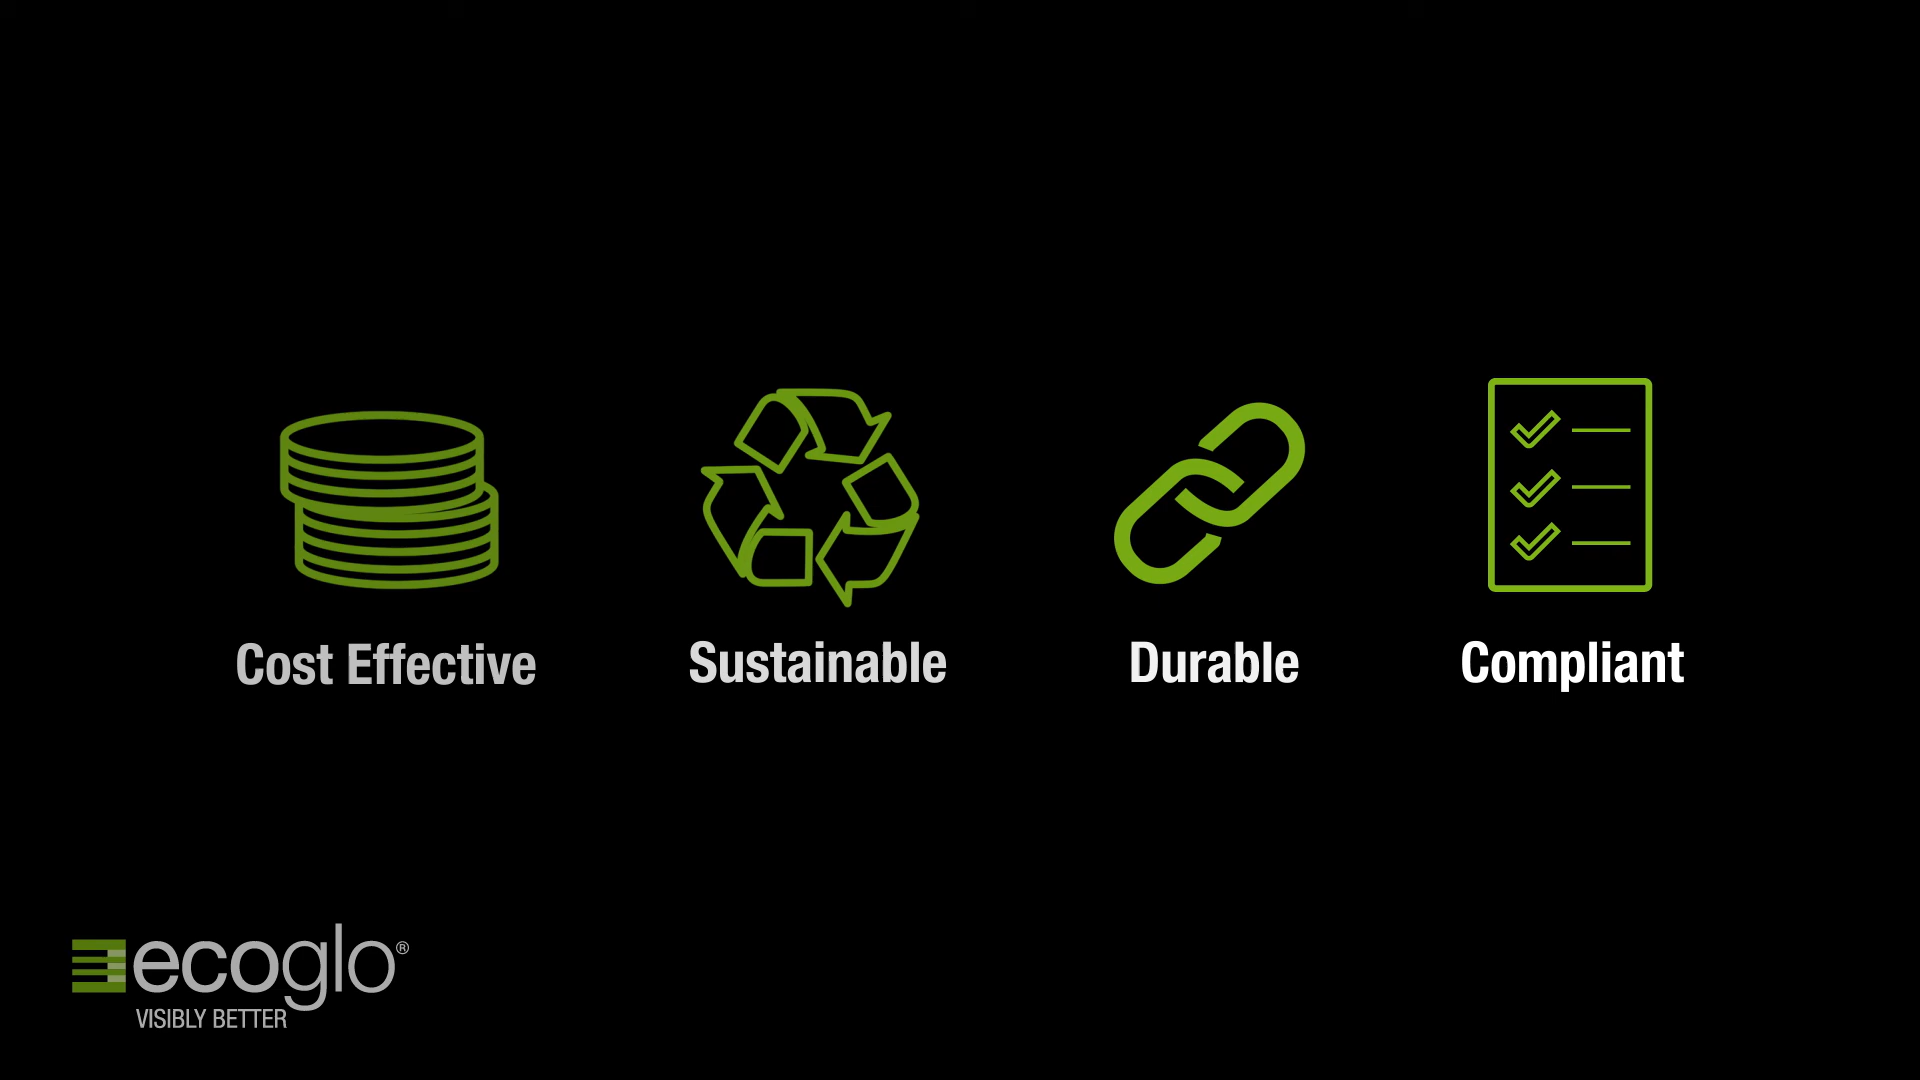 Cost Effective
Sustainable
Durable
Compliant
ecoglo®
VISIBLY BETTER